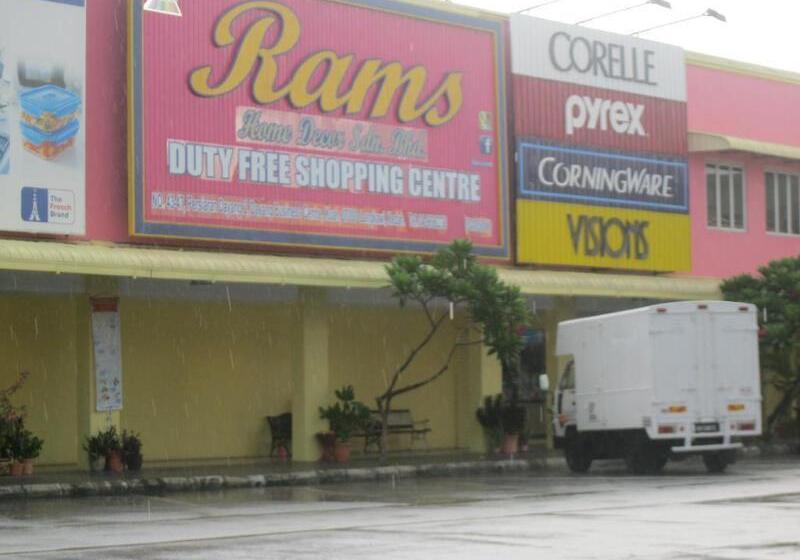 Rams
Home Decor Sdn. Bhd.
DUTY FREE SHOPPING CENTRE
CORELLE
PYREX
CORNINGWARE
VISIONS
The
French
Brand